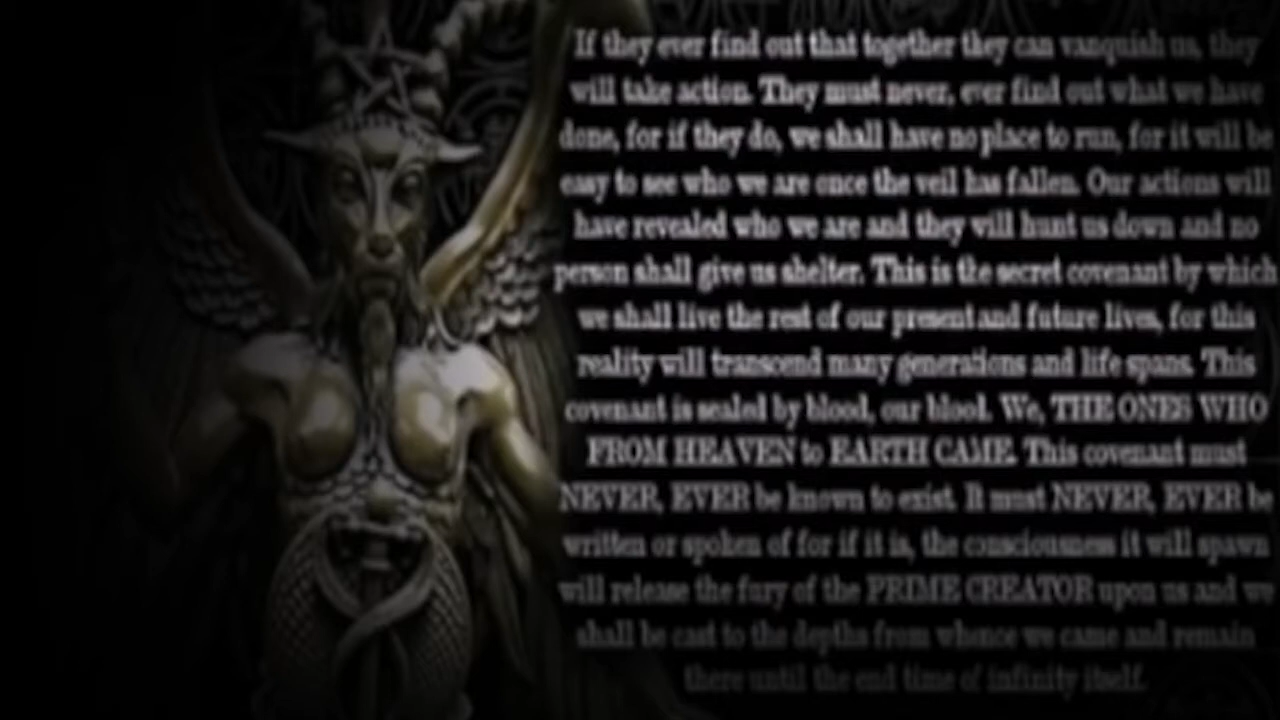 If they ever find out that together they can vanquish us, they
will take action. They must never, ever find out what we have
done, for if they do, we shall have no place to run, for it will be
easy to see who we are once the veil has fallen. Our actions will
have revealed who we are and they will hunt us down and no
person shall give us shelter. This is the secret covenant by which
we shall live the rest of our present and future lives, for this
reality will transcend many generations and life spans. This
covenant is sealed by blood, our blood. We, THE ONES WHO
FROM HEAVEN to EARTH CAME. This covenant must
NEVER, EVER be known to exist. It must NEVER, EVER be
written or spoken of for if it is, the consciousness it will spawn
will release the fury of the PRIME CREATOR upon us and we
shall be cast to the depths from whence we came and remain
there until the end time of infinity itself.